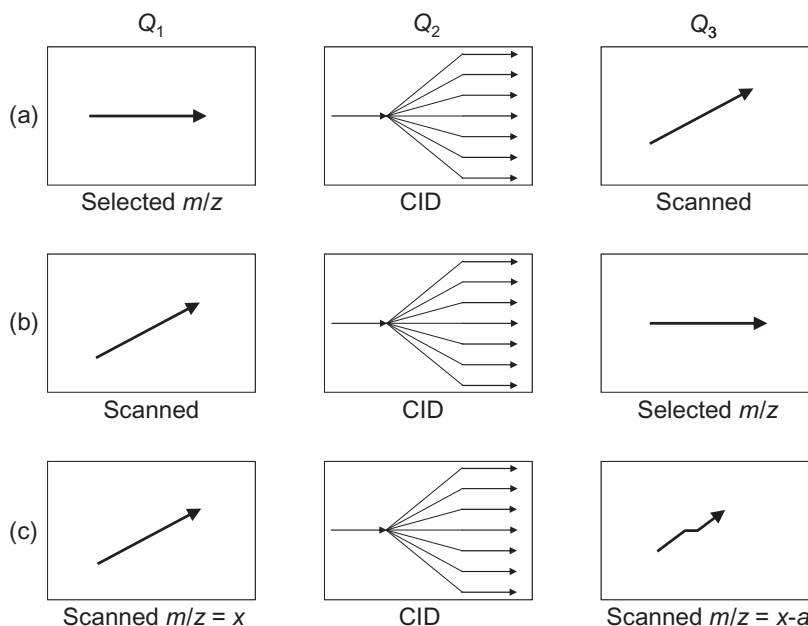 Q1 Q2 Q3
(a)
Selected m/z CID Scanned
(b)
Scanned CID Selected m/z
(c)
Scanned m/z = x CID Scanned m/z = x-a